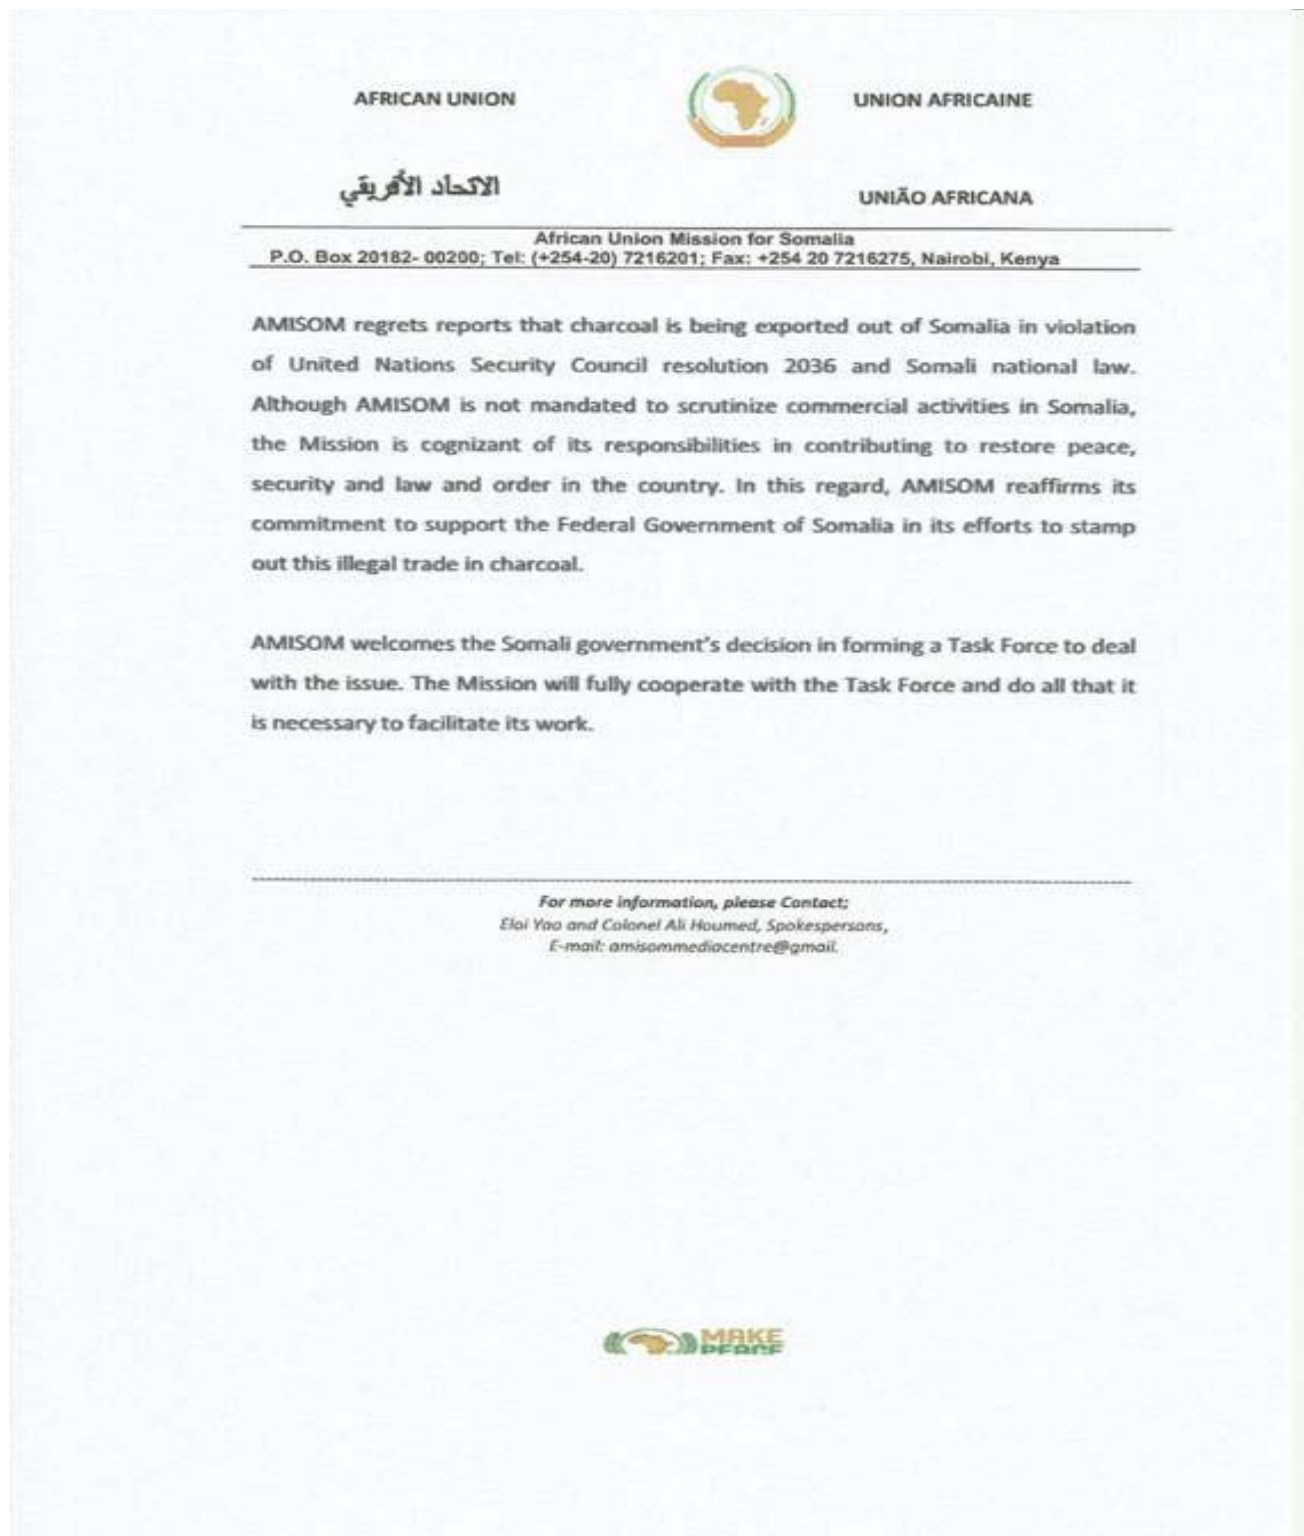 AFRICAN UNION
UNION AFRICAINE
الاتحاد الأفريقي
UNIÃO AFRICANA
African Union Mission for Somalia
P.O. Box 20182- 00200; Tel: (+254-20) 7216201; Fax: +254 20 7216275, Nairobi, Kenya
AMISOM regrets reports that charcoal is being exported out of Somalia in violation
of United Nations Security Council resolution 2036 and Somali national law.
Although AMISOM is not mandated to scrutinize commercial activities in Somalia,
the Mission is cognizant of its responsibilities in contributing to restore peace,
security and law and order in the country. In this regard, AMISOM reaffirms its
commitment to support the Federal Government of Somalia in its efforts to stamp
out this illegal trade in charcoal.
AMISOM welcomes the Somali government's decision in forming a Task Force to deal
with the issue. The Mission will fully cooperate with the Task Force and do all that it
is necessary to facilitate its work.
For more information, please Contact;
Eloi Yao and Colonel Ali Houmed, Spokespersons,
E-mail: amisommediacentre@gmail.
MAKE
PEACE